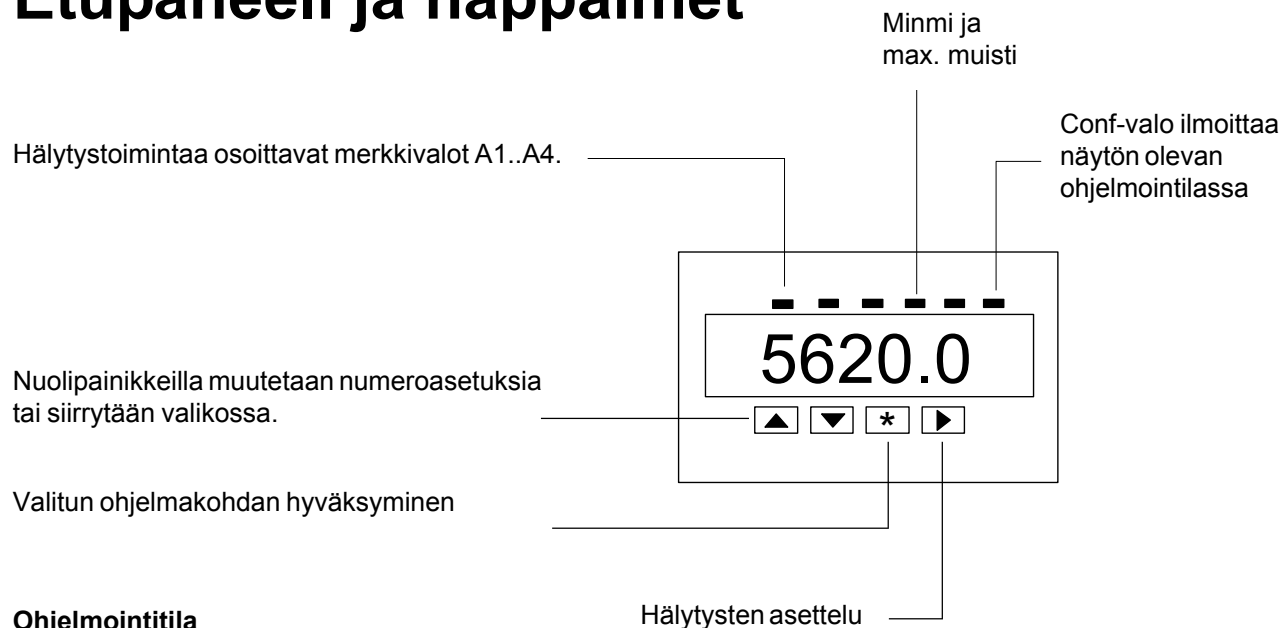 Etupaneeli ja näppäimet
Minmi ja
max. muisti
Conf-valo ilmoittaa
näytön olevan
ohjelmointilassa
Hälytystoimintaa osoittavat merkkivalot A1..A4.
5620.0
Nuolipainikkeilla muutetaan numeroasetuksia
tai siirrytään valikossa.
*
Valitun ohjelmakohdan hyväksyminen
Hälytysten asettelu
Ohjelmointitila